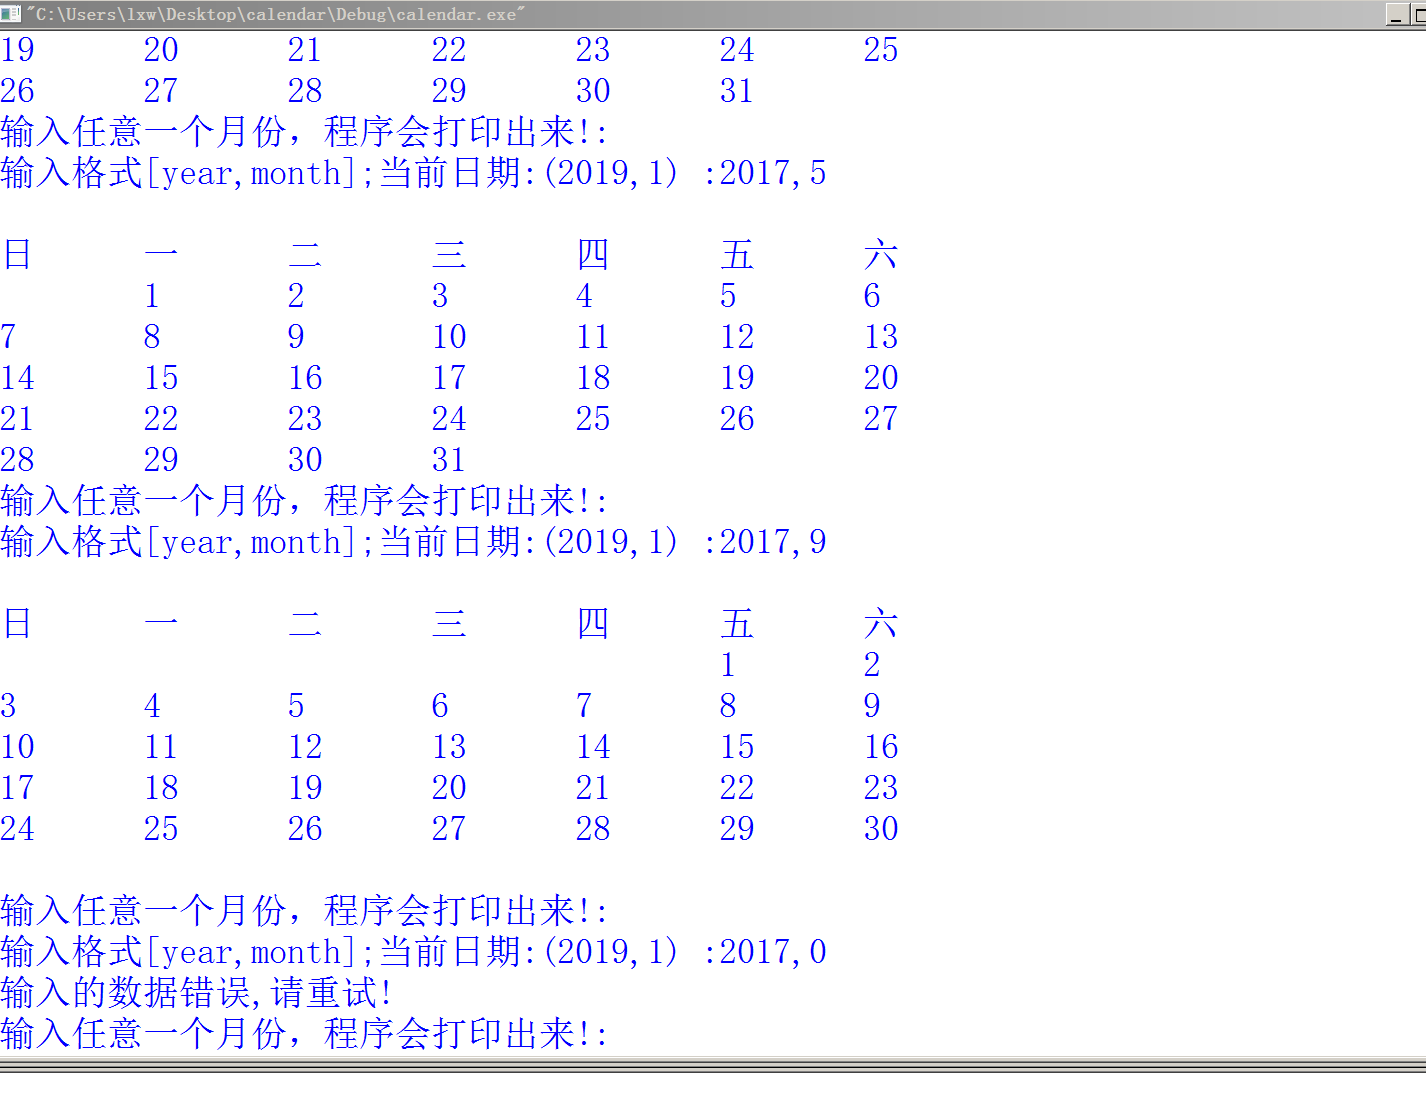 "C:\Users\lxw\Desktop\calendar\Debug\calendar.exe"
19 20 21 22 23 24 25
26 27 28 29 30 31
输入任意一个月份，程序会打印出来!:
输入格式[year,month];当前日期:(2019,1) :2017,5
日 一 二 三 四 五 六
1 2 3 4 5 6
7 8 9 10 11 12 13
14 15 16 17 18 19 20
21 22 23 24 25 26 27
28 29 30 31
输入任意一个月份，程序会打印出来!:
输入格式[year,month];当前日期:(2019,1) :2017,9
日 一 二 三 四 五 六
1 2
3 4 5 6 7 8 9
10 11 12 13 14 15 16
17 18 19 20 21 22 23
24 25 26 27 28 29 30
输入任意一个月份，程序会打印出来!:
输入格式[year,month];当前日期:(2019,1) :2017,0
输入的数据错误,请重试!
输入任意一个月份，程序会打印出来!: